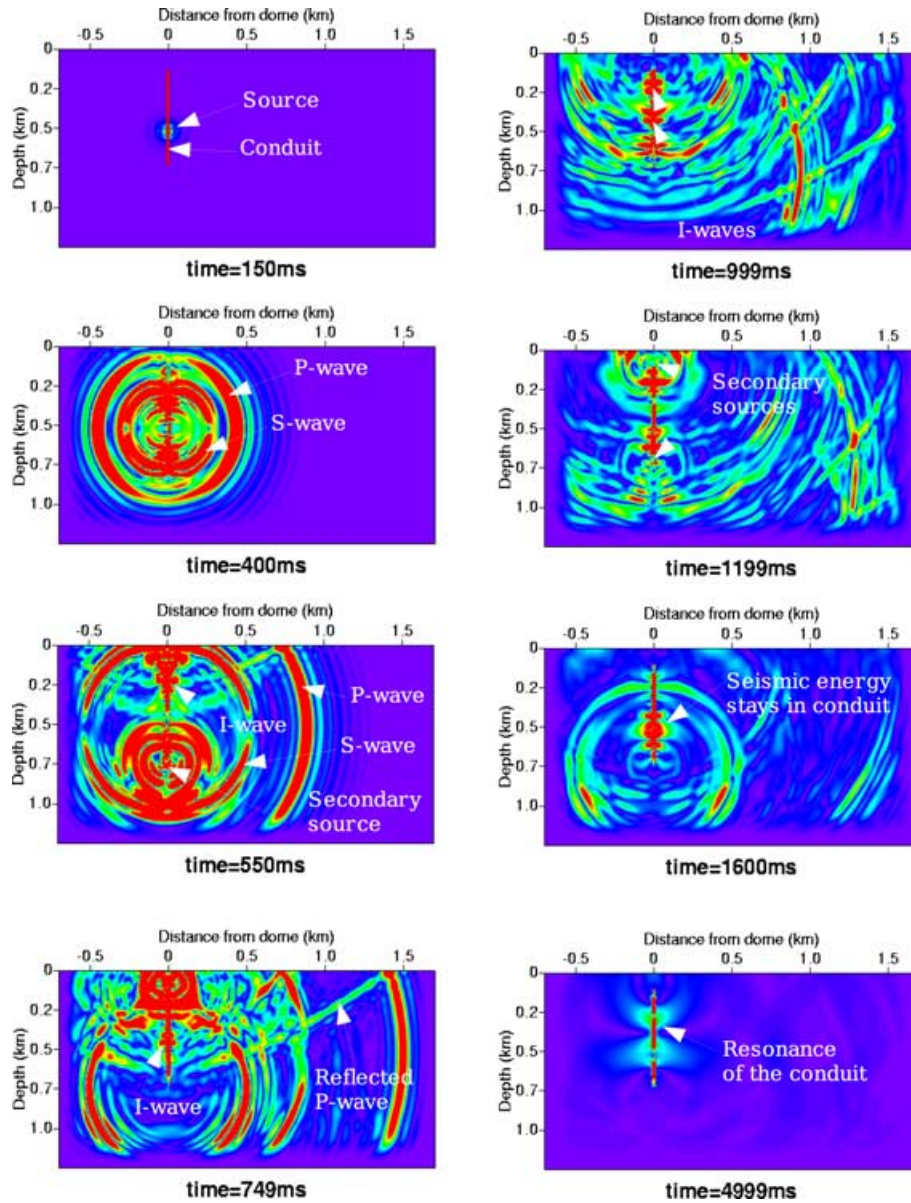 Distance from dome (km)
-0.5 0 0.5 1.0 1.5
0
0.2
0.5
0.7
1.0
Depth (km)
Source
Conduit
time=150ms
Distance from dome (km)
-0.5 0 0.5 1.0 1.5
0
0.2
0.5
0.7
1.0
Depth (km)
P-wave
S-wave
time=400ms
Distance from dome (km)
-0.5 0 0.5 1.0 1.5
0
0.2
0.5
0.7
1.0
Depth (km)
P-wave
I-wave
S-wave
Secondary
source
time=550ms
Distance from dome (km)
-0.5 0 0.5 1.0 1.5
0
0.2
0.5
0.7
1.0
Depth (km)
I-wave
Reflected
P-wave
time=749ms
Distance from dome (km)
-0.5 0 0.5 1.0 1.5
0
0.2
0.5
0.7
1.0
Depth (km)
I-waves
time=999ms
Distance from dome (km)
-0.5 0 0.5 1.0 1.5
0
0.2
0.5
0.7
1.0
Depth (km)
Secondary
sources
time=1199ms
Distance from dome (km)
-0.5 0 0.5 1.0 1.5
0
0.2
0.5
0.7
1.0
Depth (km)
Seismic energy
stays in conduit
time=1600ms
Distance from dome (km)
-0.5 0 0.5 1.0 1.5
0
0.2
0.5
0.7
1.0
Depth (km)
Resonance
of the conduit
time=4999ms